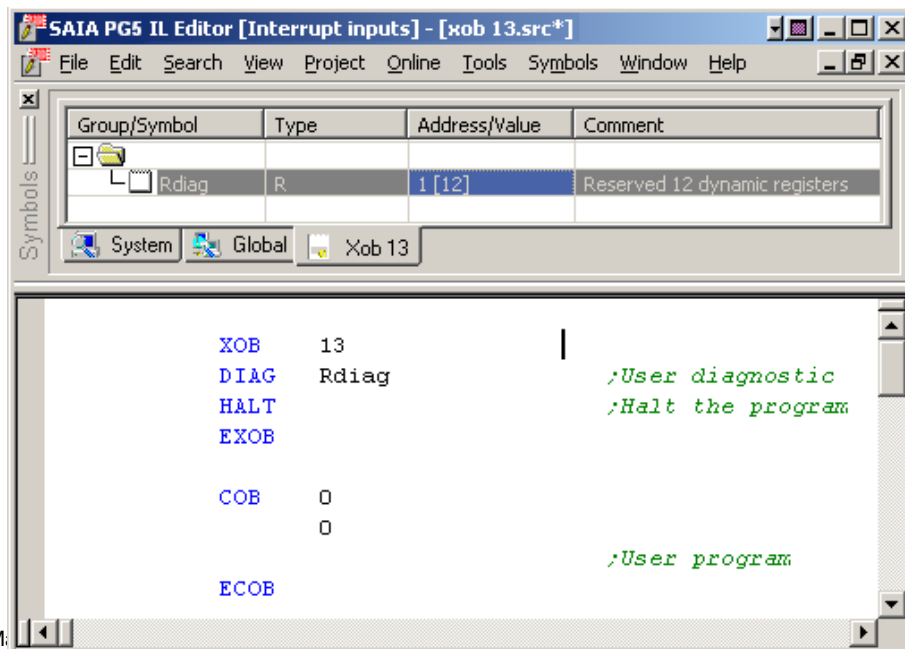 SAIA PG5 IL Editor [Interrupt inputs] - [xob 13.src*]
File Edit Search View Project Online Tools Symbols Window Help
Symbols
Group/Symbol Type Address/Value Comment
Rdiag R 1 [12] Reserved 12 dynamic registers
System Global Xob 13
XOB 13
DIAG Rdiag ;User diagnostic
HALT ;Halt the program
EXOB
COB 0
0
;User program
ECOB